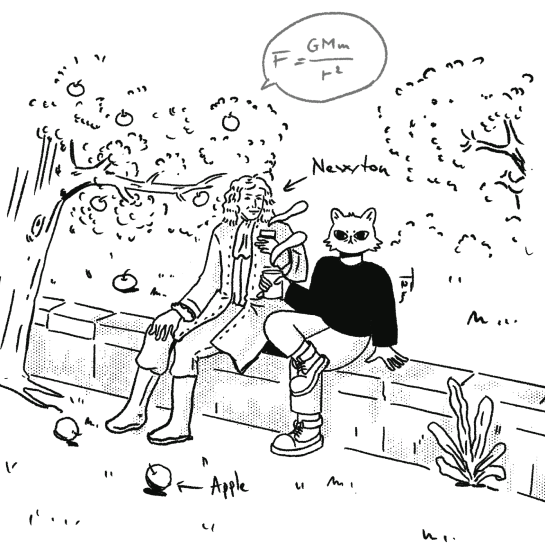 F = GMm / r²
Newton
Apple